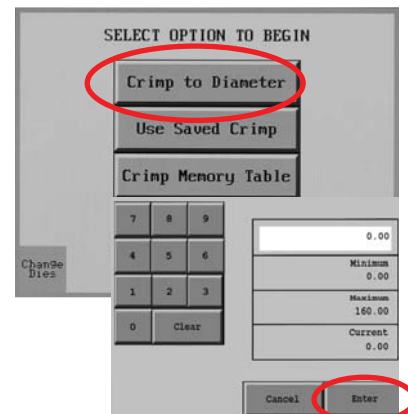 SELECT OPTION TO BEGIN
Crimp to Diameter
Use Saved Crimp
Crimp Memory Table
Change
Dies
7 8 9
4 5 6
1 2 3
0 Clear
0.00
Minimum
0.00
Maximum
160.00
Current
0.00
Cancel Enter